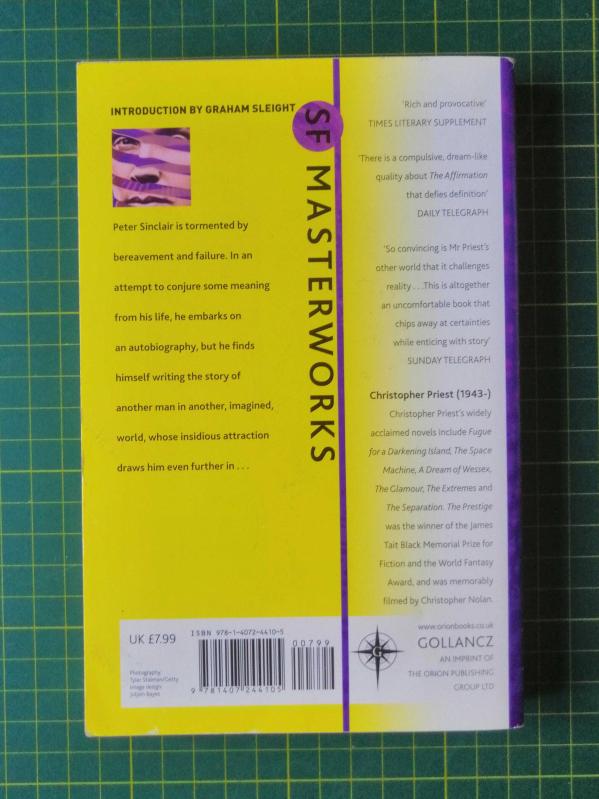 INTRODUCTION BY GRAHAM SLEIGHT
Peter Sinclair is tormented by
bereavement and failure. In an
attempt to conjure some meaning
from his life, he embarks on
an autobiography, but he finds
himself writing the story of
another man in another, imagined,
world, whose insidious attraction
draws him even further in . . .
SF MASTERWORKS
'Rich and provocative'
TIMES LITERARY SUPPLEMENT
'There is a compulsive, dream-like
quality about The Affirmation
that defies definition'
DAILY TELEGRAPH
'So convincing is Mr Priest's
other world that it challenges
reality . . .This is altogether
an uncomfortable book that
chips away at certainties
while enticing with story'
SUNDAY TELEGRAPH
Christopher Priest (1943-)
Christopher Priest's widely
acclaimed novels include Fugue
for a Darkening Island, The Space
Machine, A Dream of Wessex,
The Glamour, The Extremes and
The Separation. The Prestige
was the winner of the James
Tait Black Memorial Prize for
Fiction and the World Fantasy
Award, and was memorably
filmed by Christopher Nolan.
UK £7.99
Photography:
Tyler Stalman/Getty
Image design:
ISBN 978-1-4072-4410-5
00799
9 781407 244105
www.orionbooks.co.uk
G
GOLLANCZ
AN IMPRINT OF
THE ORION PUBLISHING
GROUP LTD